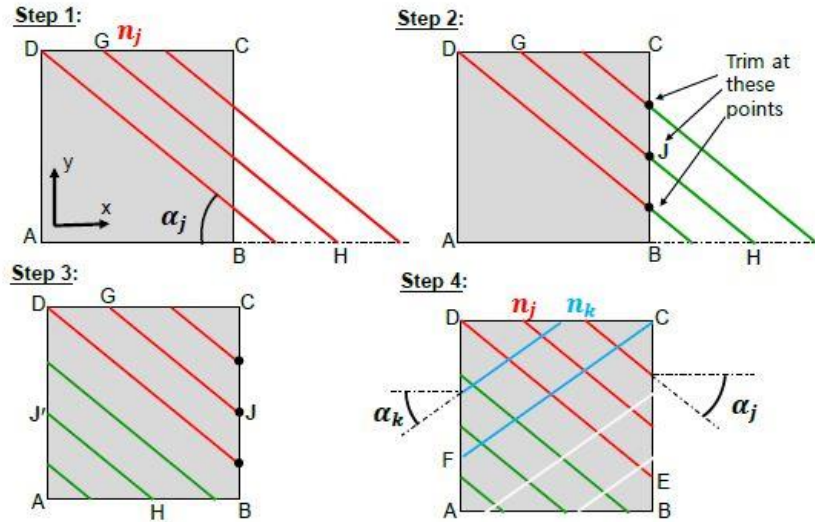 Step 1:
D G n_j C
y
x
α_j
A B H
Step 2:
D G C
Trim at
these
points
J
A B H
Step 3:
D G C
J' J
A H B
Step 4:
D n_j n_k C
α_k α_j
F
E
A B